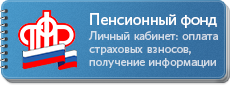 Пенсионный фонд
Личный кабинет: оплата
страховых взносов,
получение информации